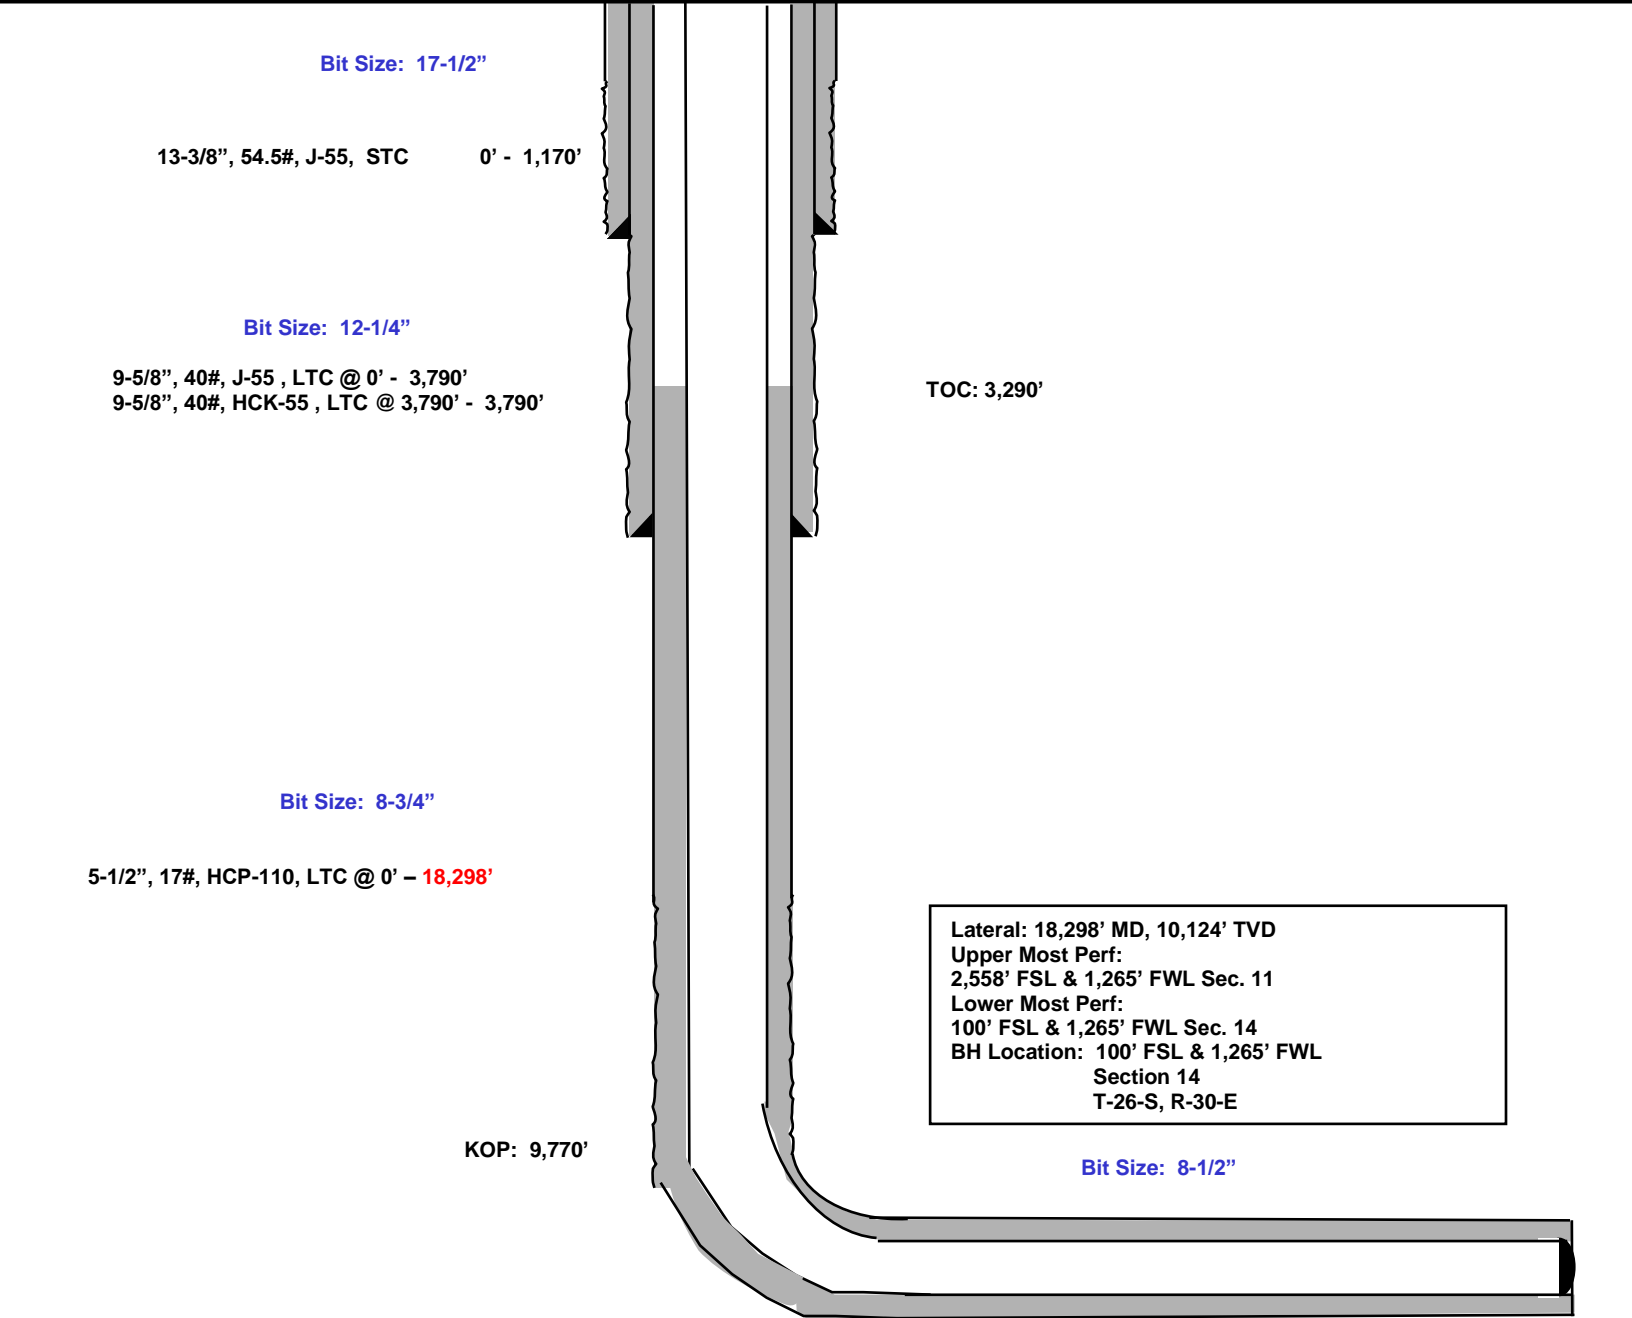 Bit Size: 17-1/2”
13-3/8”, 54.5#, J-55, STC 0’ - 1,170’
Bit Size: 12-1/4”
9-5/8”, 40#, J-55 , LTC @ 0’ - 3,790’
9-5/8”, 40#, HCK-55 , LTC @ 3,790’ - 3,790’
TOC: 3,290’
Bit Size: 8-3/4”
5-1/2”, 17#, HCP-110, LTC @ 0’ – 18,298’
Lateral: 18,298’ MD, 10,124’ TVD
Upper Most Perf:
2,558’ FSL & 1,265’ FWL Sec. 11
Lower Most Perf:
100’ FSL & 1,265’ FWL Sec. 14
BH Location: 100’ FSL & 1,265’ FWL
Section 14
T-26-S, R-30-E
KOP: 9,770’
Bit Size: 8-1/2”